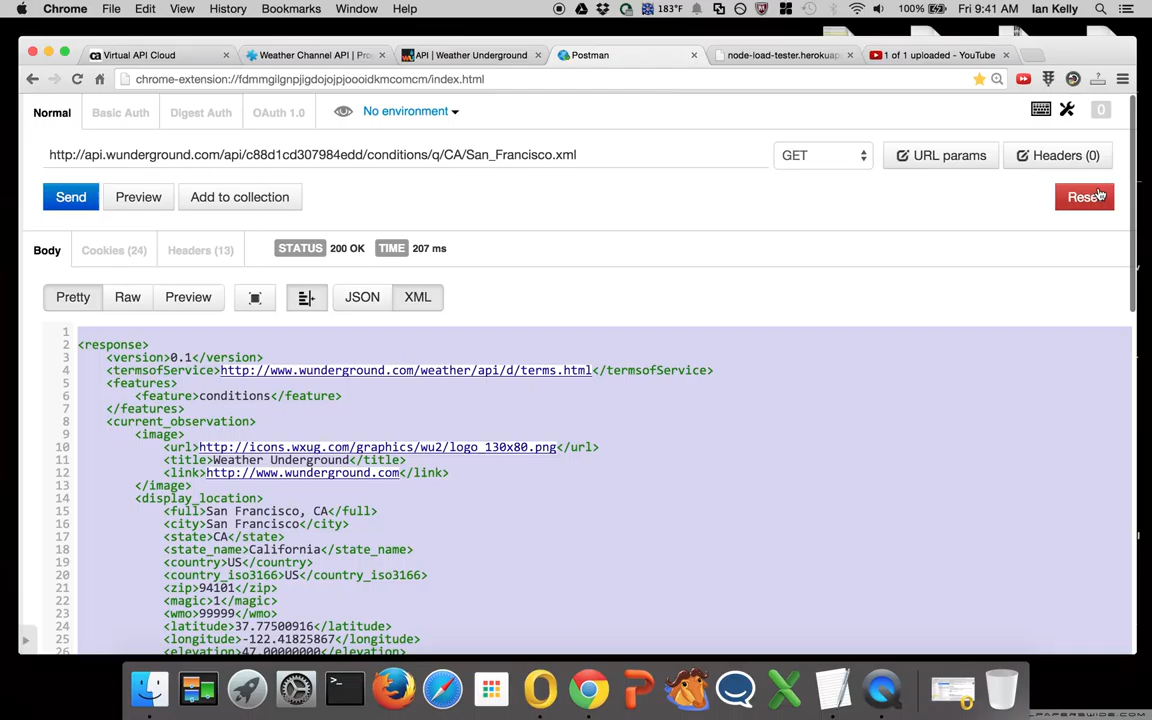 Chrome File Edit View History Bookmarks Window Help 183°F 100% Fri 9:41 AM Ian Kelly
Virtual API Cloud Weather Channel API | Pro API | Weather Underground Postman node-load-tester.herokuap 1 of 1 uploaded - YouTube
chrome-extension://fdmmgilgnpjigdojojpjoooidkmcomcm/index.html
Normal Basic Auth Digest Auth OAuth 1.0 No environment 0
http://api.wunderground.com/api/c88d1cd307984edd/conditions/q/CA/San_Francisco.xml GET URL params Headers (0)
Send Preview Add to collection Reset
Body Cookies (24) Headers (13) STATUS 200 OK TIME 207 ms
Pretty Raw Preview JSON XML
1
2 <response>
3 <version>0.1</version>
4 <termsofService>http://www.wunderground.com/weather/api/d/terms.html</termsofService>
5 <features>
6 <feature>conditions</feature>
7 </features>
8 <current_observation>
9 <image>
10 <url>http://icons.wxug.com/graphics/wu2/logo_130x80.png</url>
11 <title>Weather Underground</title>
12 <link>http://www.wunderground.com</link>
13 </image>
14 <display_location>
15 <full>San Francisco, CA</full>
16 <city>San Francisco</city>
17 <state>CA</state>
18 <state_name>California</state_name>
19 <country>US</country>
20 <country_iso3166>US</country_iso3166>
21 <zip>94101</zip>
22 <magic>1</magic>
23 <wmo>99999</wmo>
24 <latitude>37.77500916</latitude>
25 <longitude>-122.41825867</longitude>
26 <elevation>47.00000000</elevation>